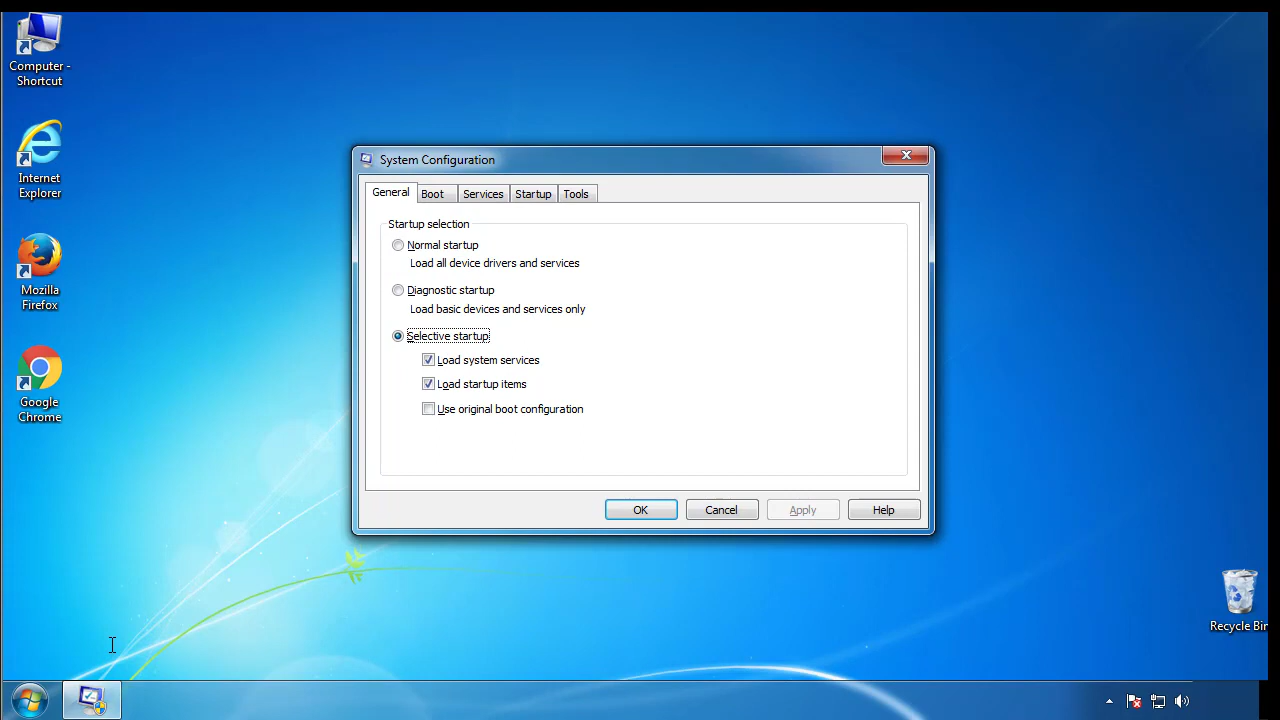 Computer -
Shortcut
Internet
Explorer
Mozilla
Firefox
Google
Chrome
System Configuration
General
Boot
Services
Startup
Tools
Startup selection
Normal startup
Load all device drivers and services
Diagnostic startup
Load basic devices and services only
Selective startup
Load system services
Load startup items
Use original boot configuration
OK
Cancel
Apply
Help
Recycle Bin